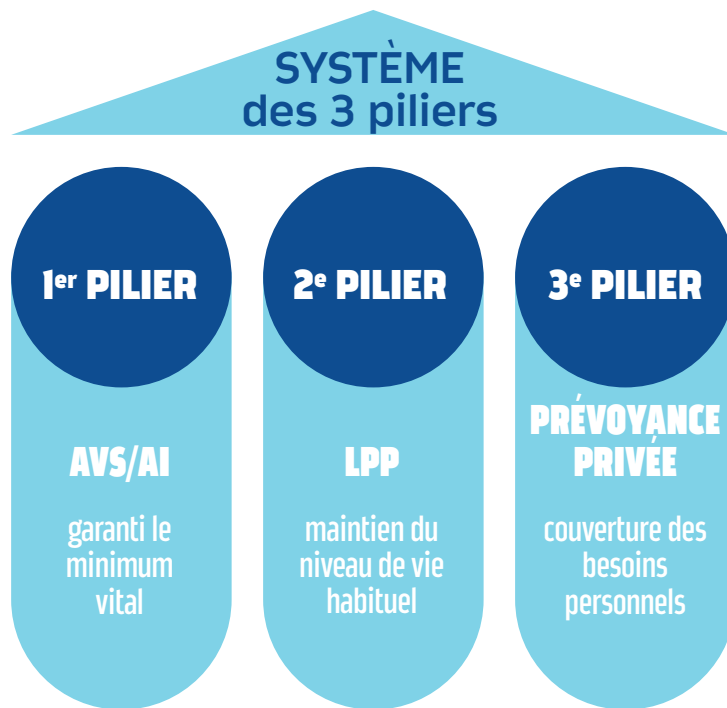 SYSTÈME
des 3 piliers
1er PILIER
AVS/AI
garanti le
minimum
vital
2e PILIER
LPP
maintien du
niveau de vie
habituel
3e PILIER
PRÉVOYANCE
PRIVÉE
couverture des
besoins
personnels